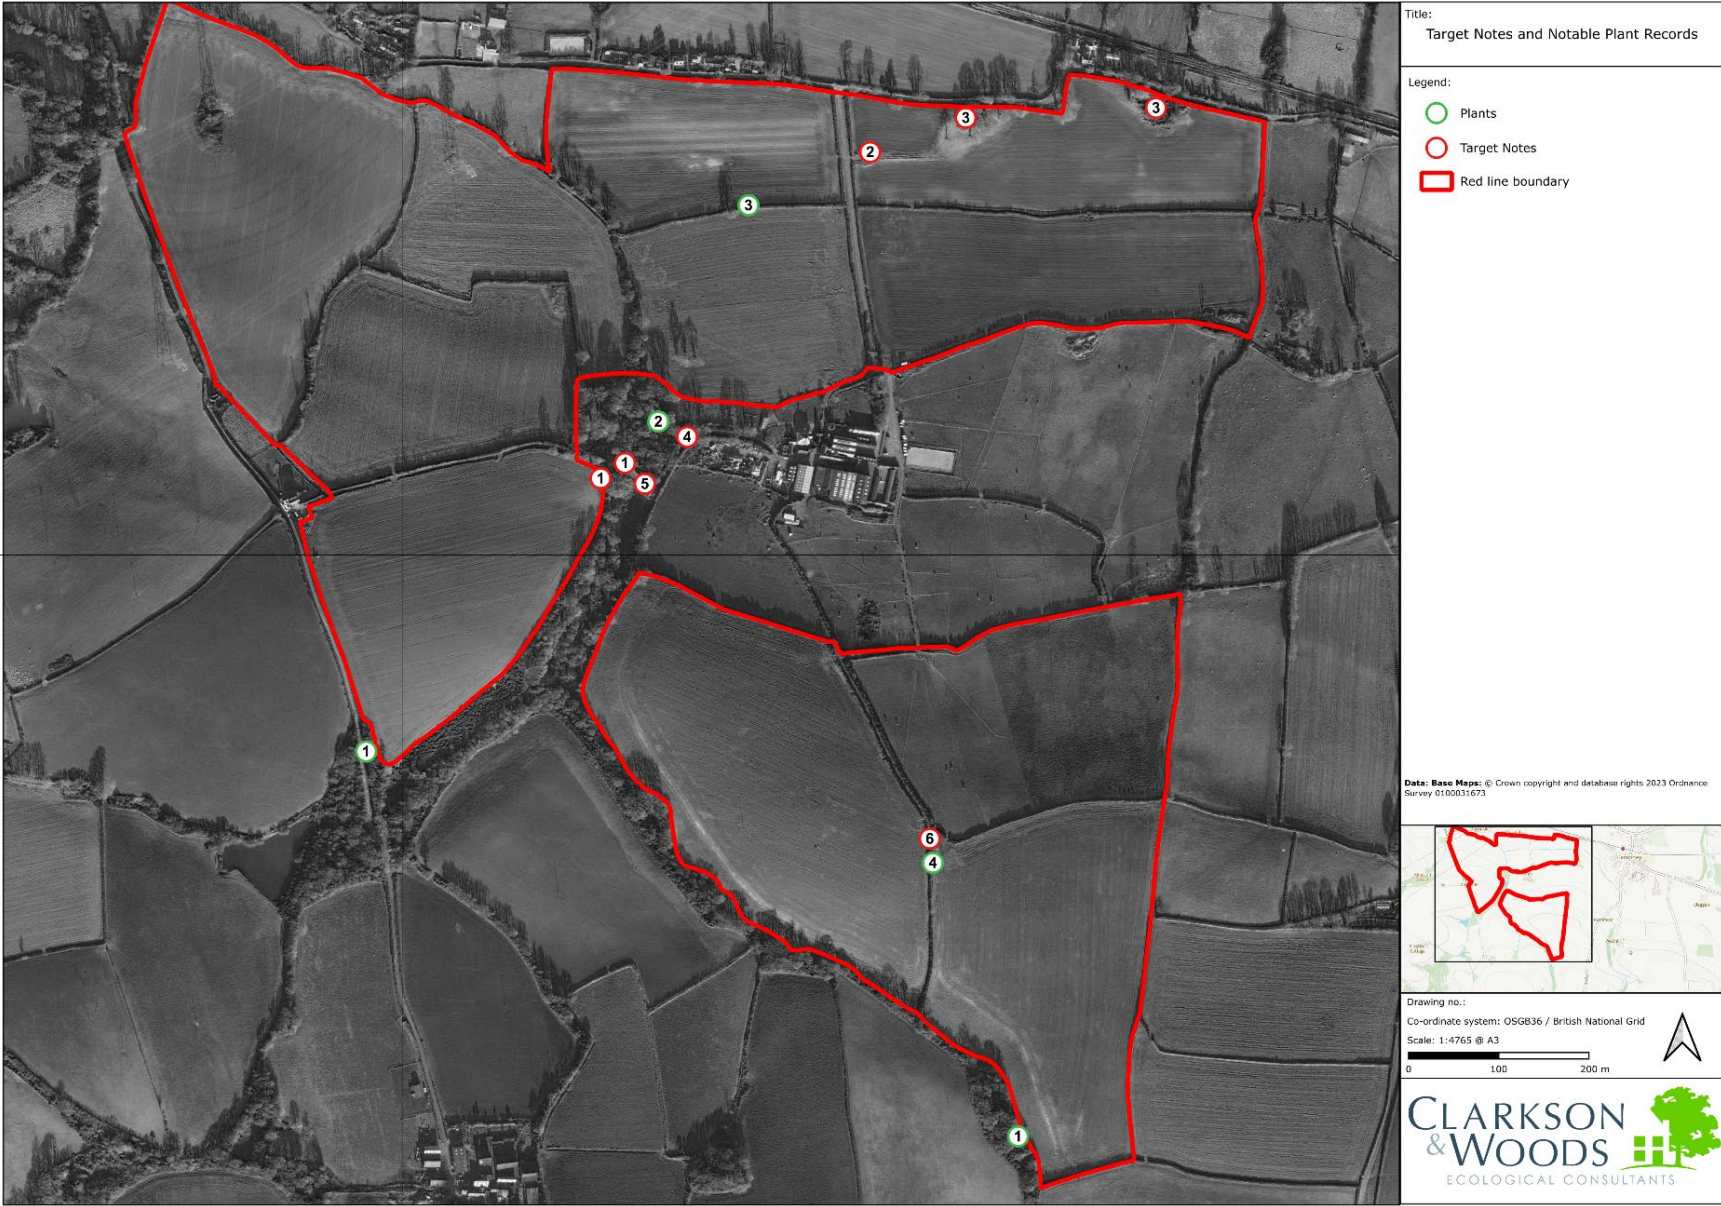 Title:
Target Notes and Notable Plant Records
Legend:
Plants
Target Notes
Red line boundary
3
3
2
3
2
4
1
1
5
1
6
4
1
Data: Base Maps: © Crown copyright and database rights 2023 Ordnance
Survey 0100031673
Drawing no.:
Co-ordinate system: OSGB36 / British National Grid
Scale: 1:4765 @ A3
0 100 200 m
CLARKSON
& WOODS
ECOLOGICAL CONSULTANTS